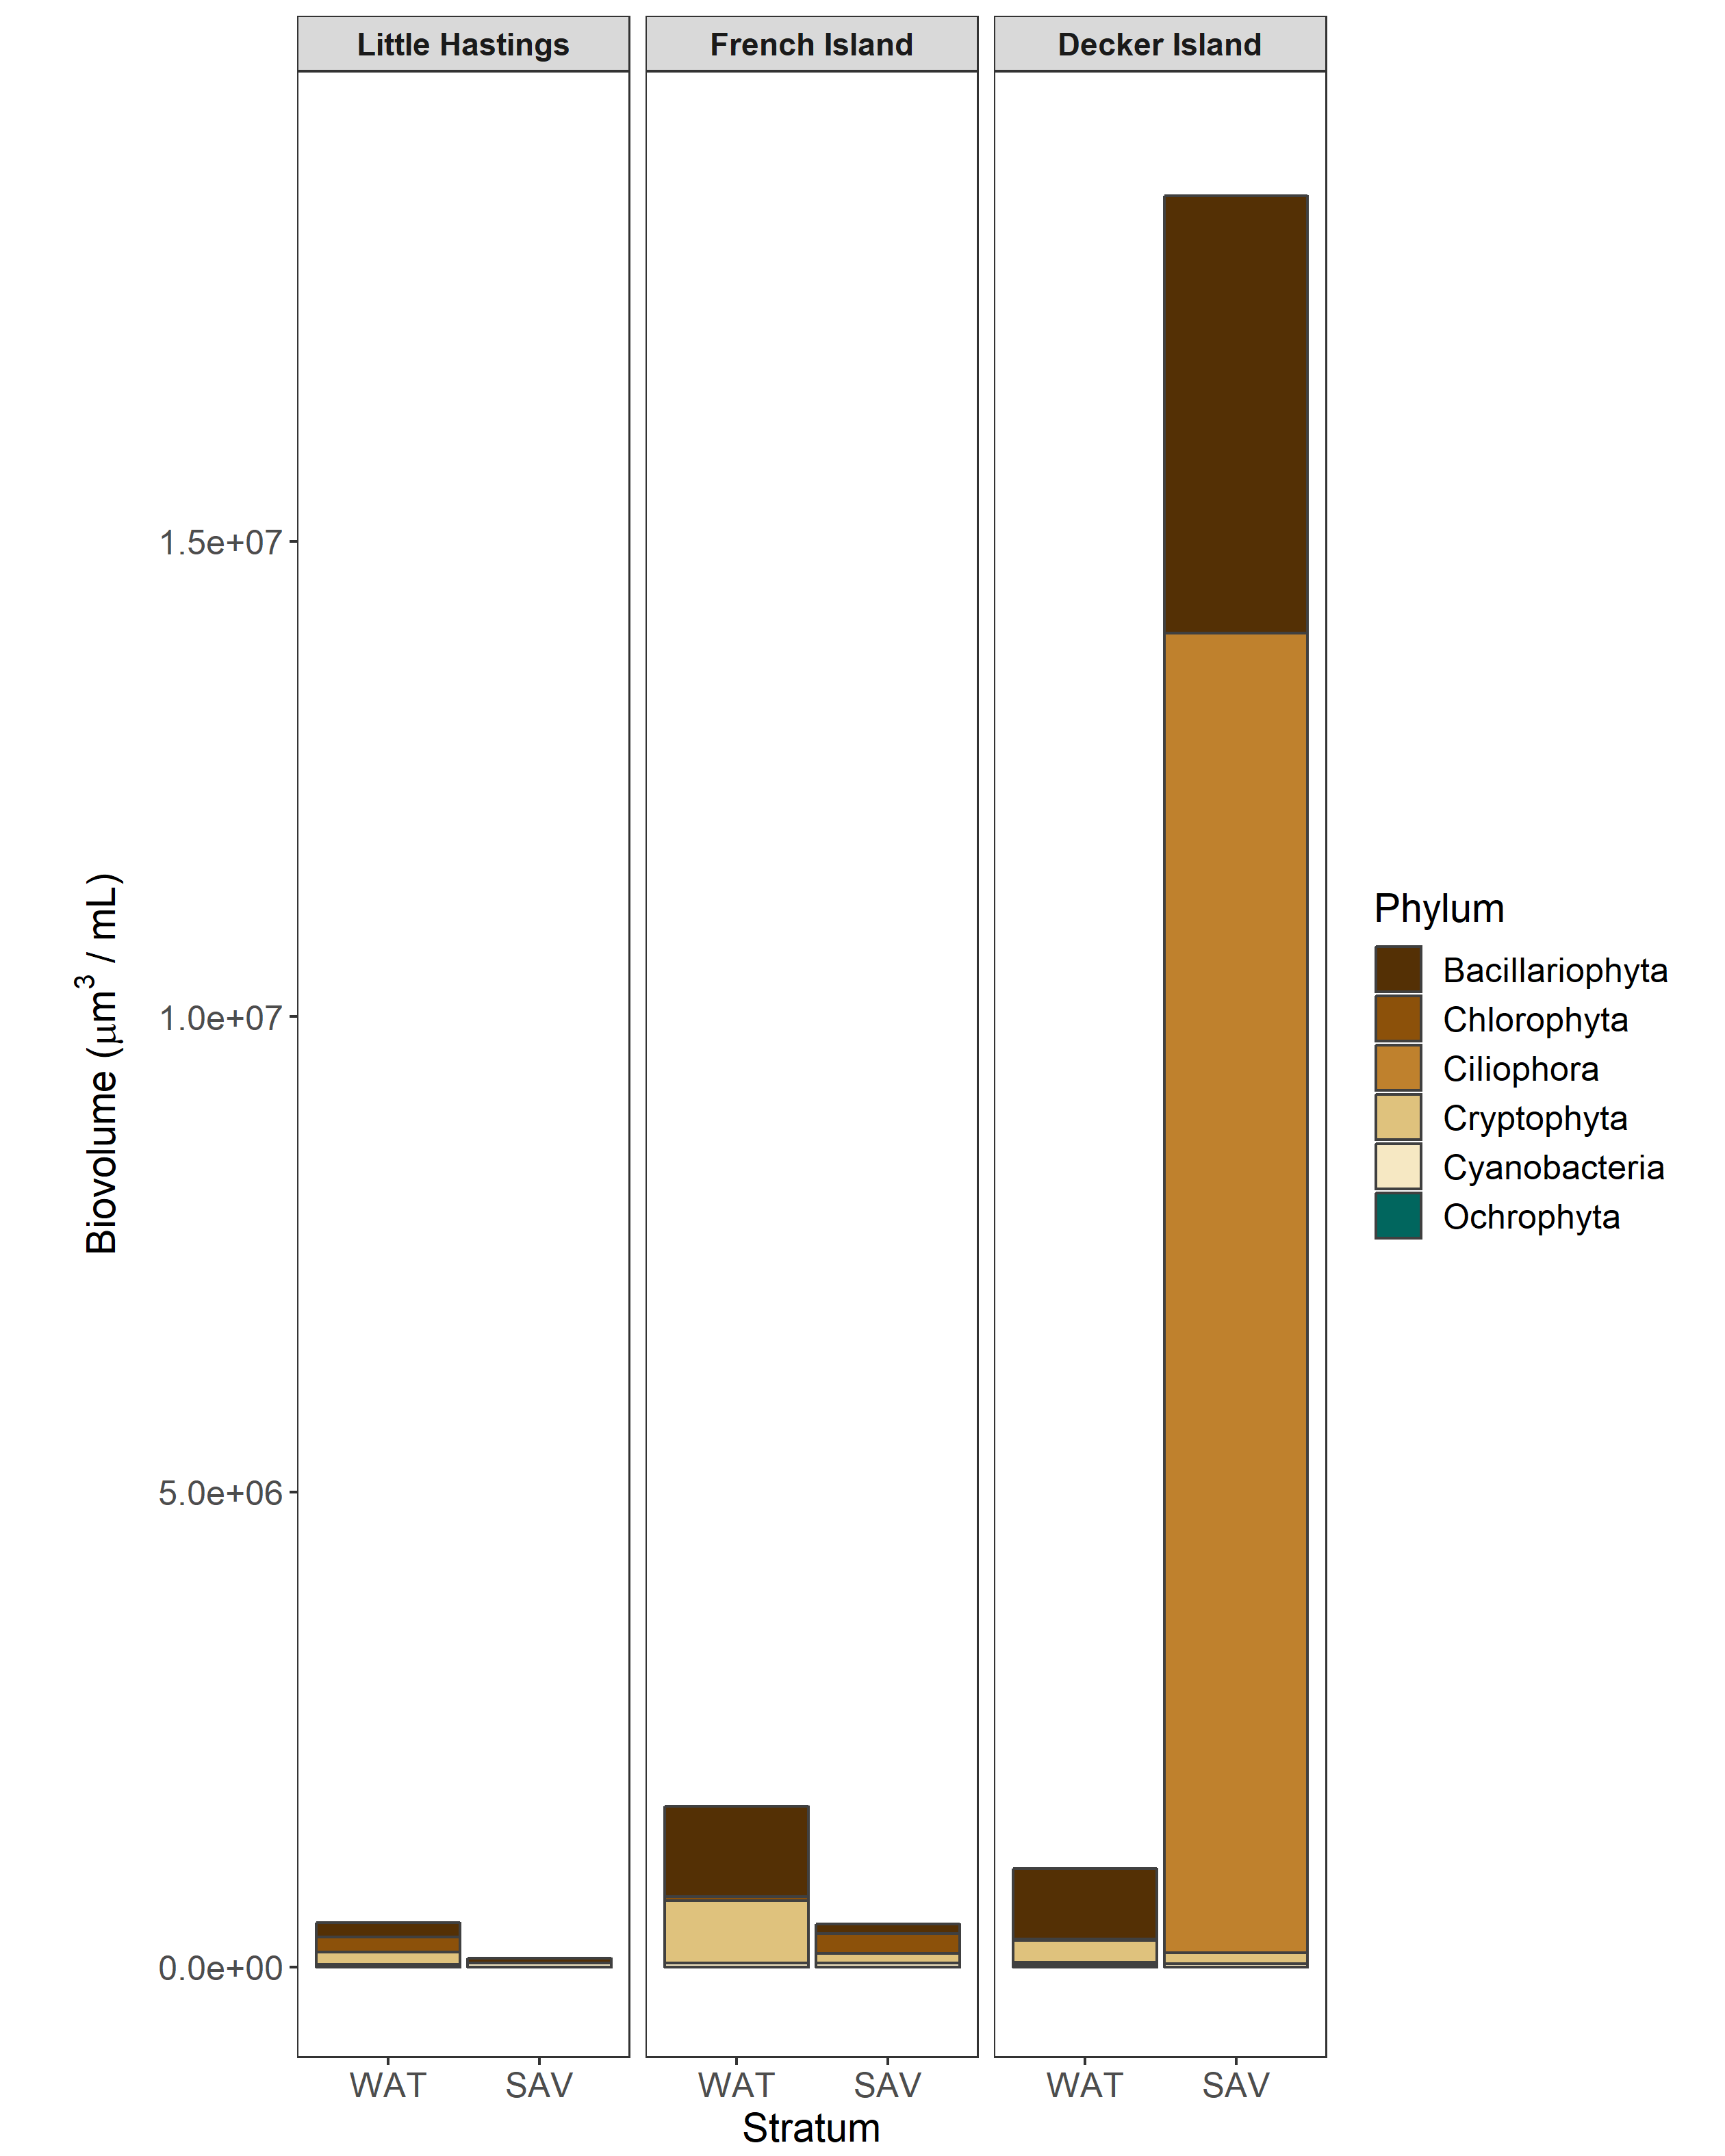 Little Hastings
French Island
Decker Island
1.5e+07
1.0e+07
5.0e+06
0.0e+00
Biovolume (μm³ / mL)
WAT SAV WAT SAV WAT SAV
Stratum
Phylum
Bacillariophyta
Chlorophyta
Ciliophora
Cryptophyta
Cyanobacteria
Ochrophyta